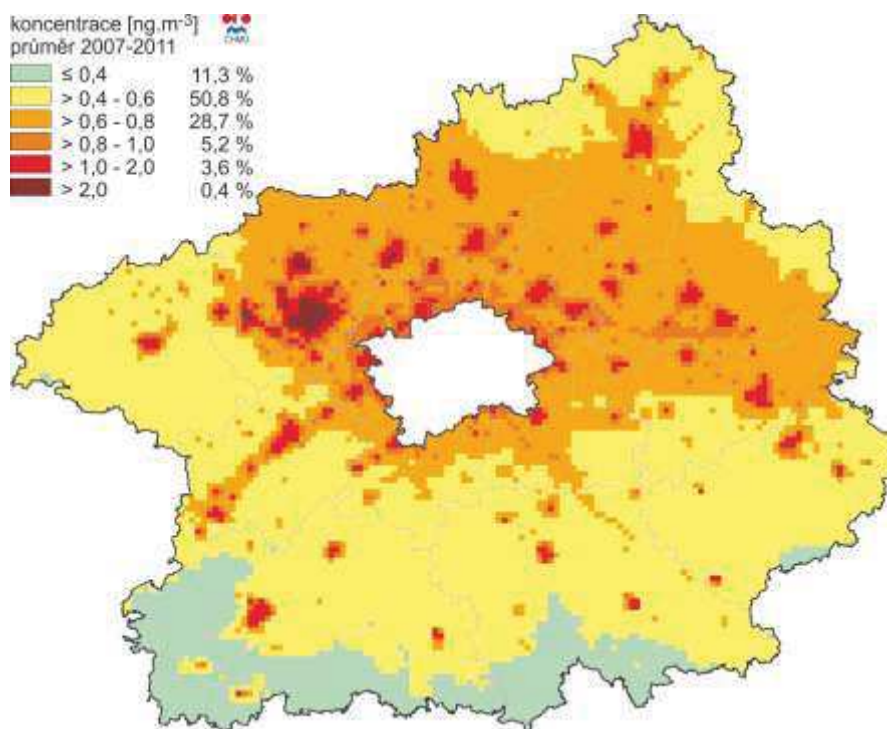 koncentrace [ng.m-3]
ČHMÚ
průměr 2007-2011
≤ 0,4 11,3 %
> 0,4 - 0,6 50,8 %
> 0,6 - 0,8 28,7 %
> 0,8 - 1,0 5,2 %
> 1,0 - 2,0 3,6 %
> 2,0 0,4 %